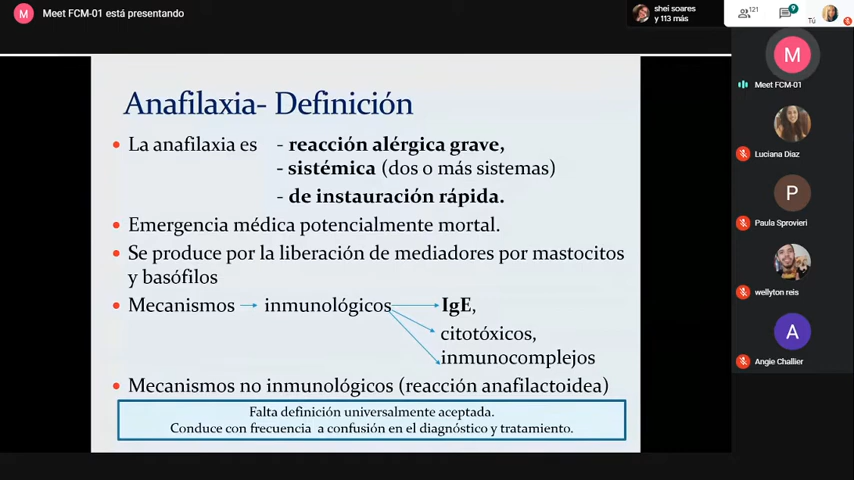 M Meet FCM-01 está presentando
shei soares
y 113 más
121
9
Tú
Anafilaxia- Definición
La anafilaxia es - reacción alérgica grave,
- sistémica (dos o más sistemas)
- de instauración rápida.
Emergencia médica potencialmente mortal.
Se produce por la liberación de mediadores por mastocitos
y basófilos
Mecanismos → inmunológicos → IgE,
citotóxicos,
inmunocomplejos
Mecanismos no inmunológicos (reacción anafilactoidea)
Falta definición universalmente aceptada.
Conduce con frecuencia a confusión en el diagnóstico y tratamiento.
M
Meet FCM-01
Luciana Diaz
P
Paula Sprovieri
wellyton reis
A
Angie Challier